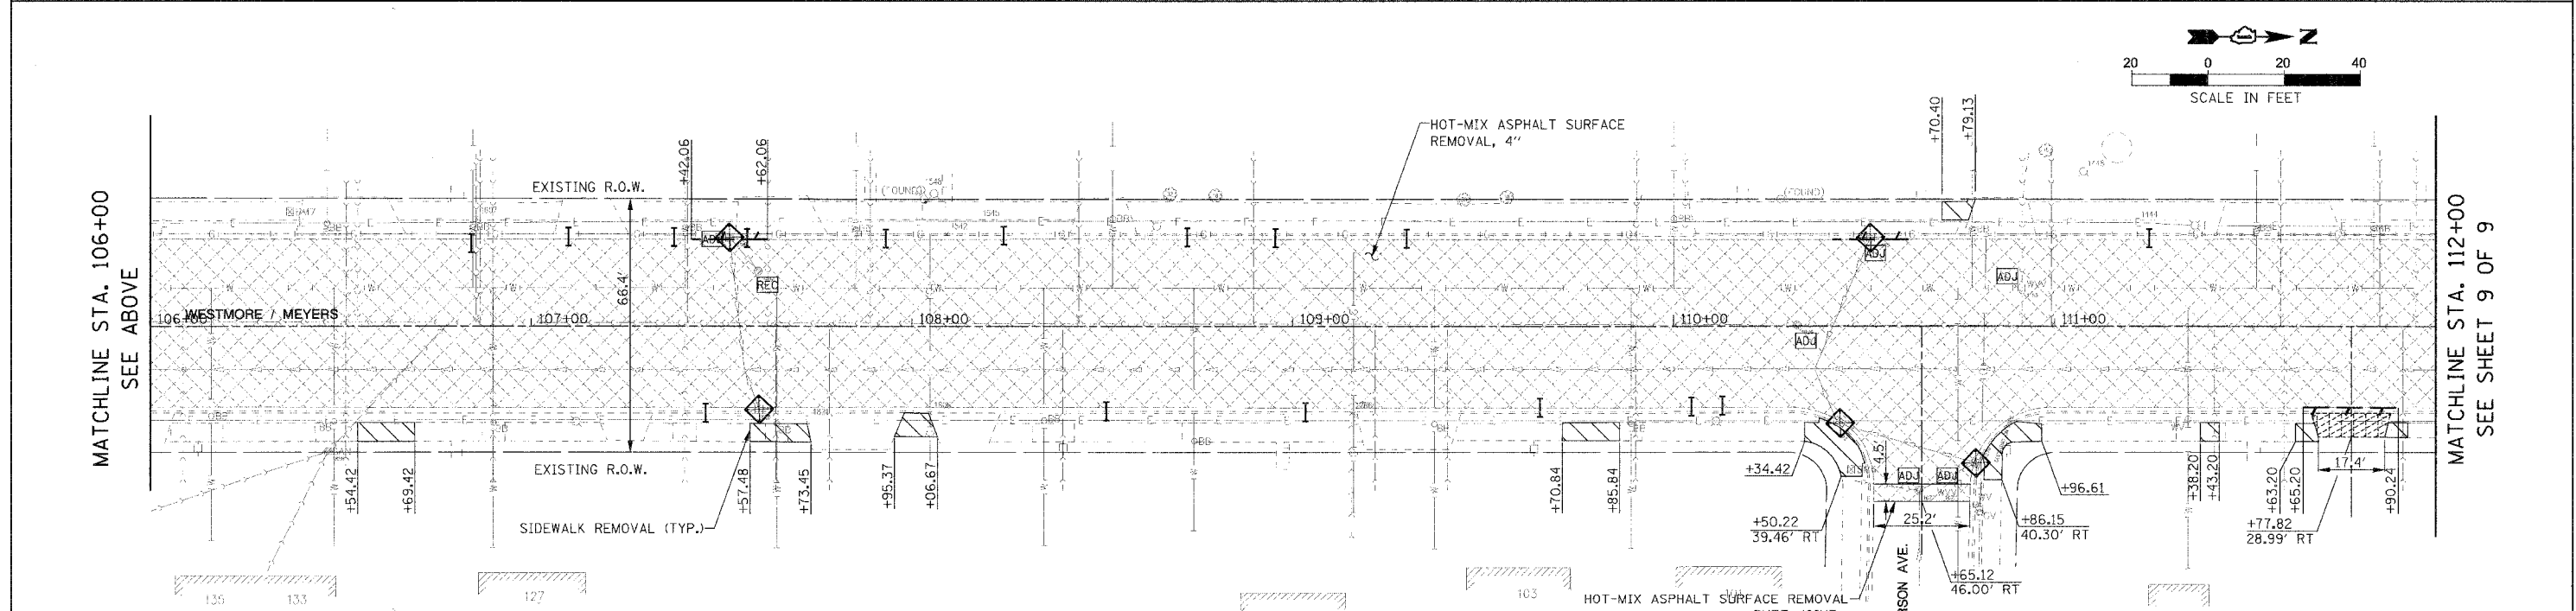 N
20 0 20 40
SCALE IN FEET
MATCHLINE STA. 106+00
SEE ABOVE
MATCHLINE STA. 112+00
SEE SHEET 9 OF 9
HOT-MIX ASPHALT SURFACE
REMOVAL, 4"
+70.40
+79.13
+42.06
+62.06
EXISTING R.O.W.
66.4'
ADJ
REC
ADJ
ADJ
ADJ
106+00
WESTMORE / MEYERS
107+00
108+00
109+00
110+00
111+00
EXISTING R.O.W.
+54.42
+69.42
+57.48
+73.45
+95.37
+06.67
+70.84
+85.84
SIDEWALK REMOVAL (TYP.)
+34.42
+50.22
39.46' RT
4.5'
ADJ
ADJ
25.2'
+96.61
+86.15
40.30' RT
+65.12
46.00' RT
+38.20
+43.20
+63.20
+65.20
17.4'
+90.24
+77.82
28.99' RT
135 133
127
103
HOT-MIX ASPHALT SURFACE REMOVAL
RSON AVE.